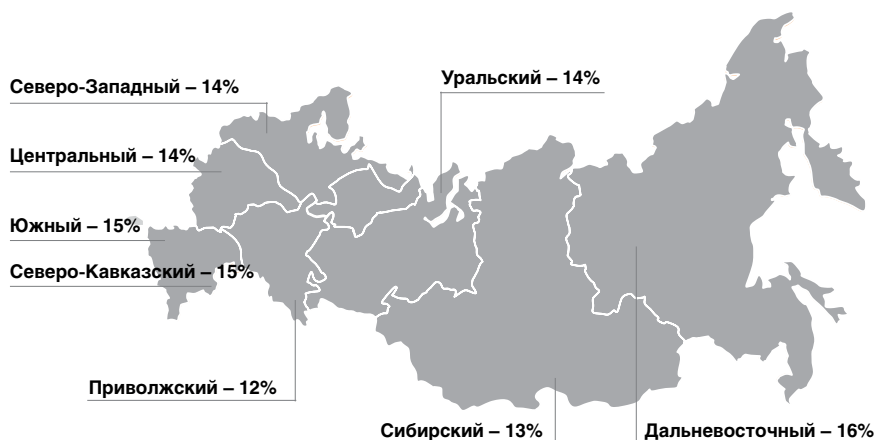 Северо-Западный – 14%
Уральский – 14%
Центральный – 14%
Южный – 15%
Северо-Кавказский – 15%
Приволжский – 12%
Сибирский – 13%
Дальневосточный – 16%